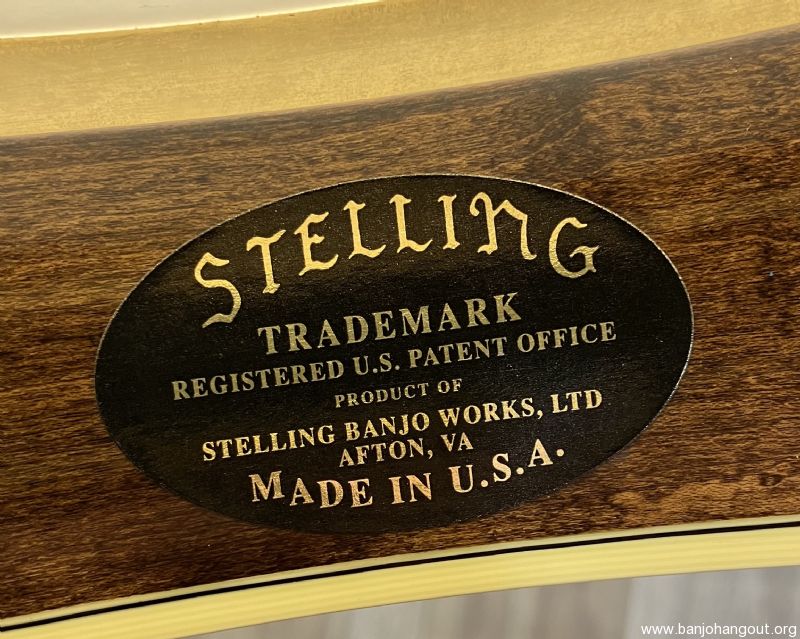 STELLING
TRADEMARK
REGISTERED U.S. PATENT OFFICE
PRODUCT OF
STELLING BANJO WORKS, LTD
AFTON, VA
MADE IN U.S.A.
www.banjohangout.org